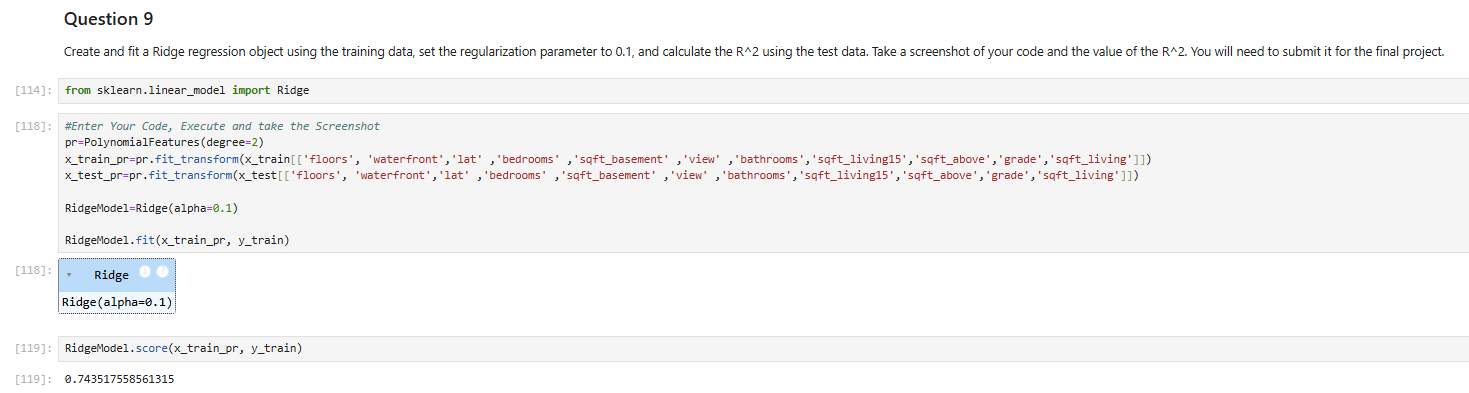 Question 9
Create and fit a Ridge regression object using the training data, set the regularization parameter to 0.1, and calculate the R^2 using the test data. Take a screenshot of your code and the value of the R^2. You will need to submit it for the final project.
[114]: from sklearn.linear_model import Ridge
[118]: #Enter Your Code, Execute and take the Screenshot
pr=PolynomialFeatures(degree=2)
x_train_pr=pr.fit_transform(x_train[['floors', 'waterfront','lat' ,'bedrooms' ,'sqft_basement' ,'view' ,'bathrooms','sqft_living15','sqft_above','grade','sqft_living']])
x_test_pr=pr.fit_transform(x_test[['floors', 'waterfront','lat' ,'bedrooms' ,'sqft_basement' ,'view' ,'bathrooms','sqft_living15','sqft_above','grade','sqft_living']])
RidgeModel=Ridge(alpha=0.1)
RidgeModel.fit(x_train_pr, y_train)
[118]: Ridge i ?
Ridge(alpha=0.1)
[119]: RidgeModel.score(x_train_pr, y_train)
[119]: 0.743517558561315